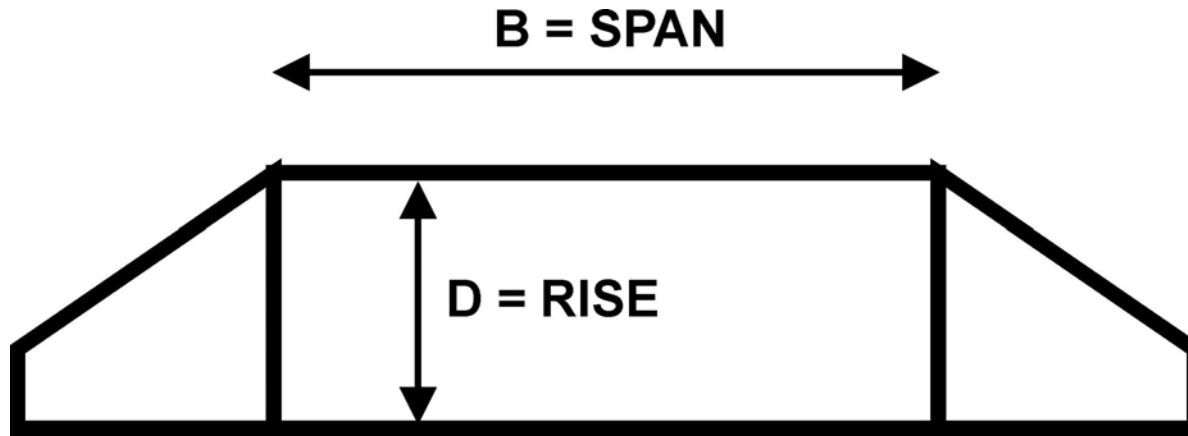 B = SPAN
D = RISE